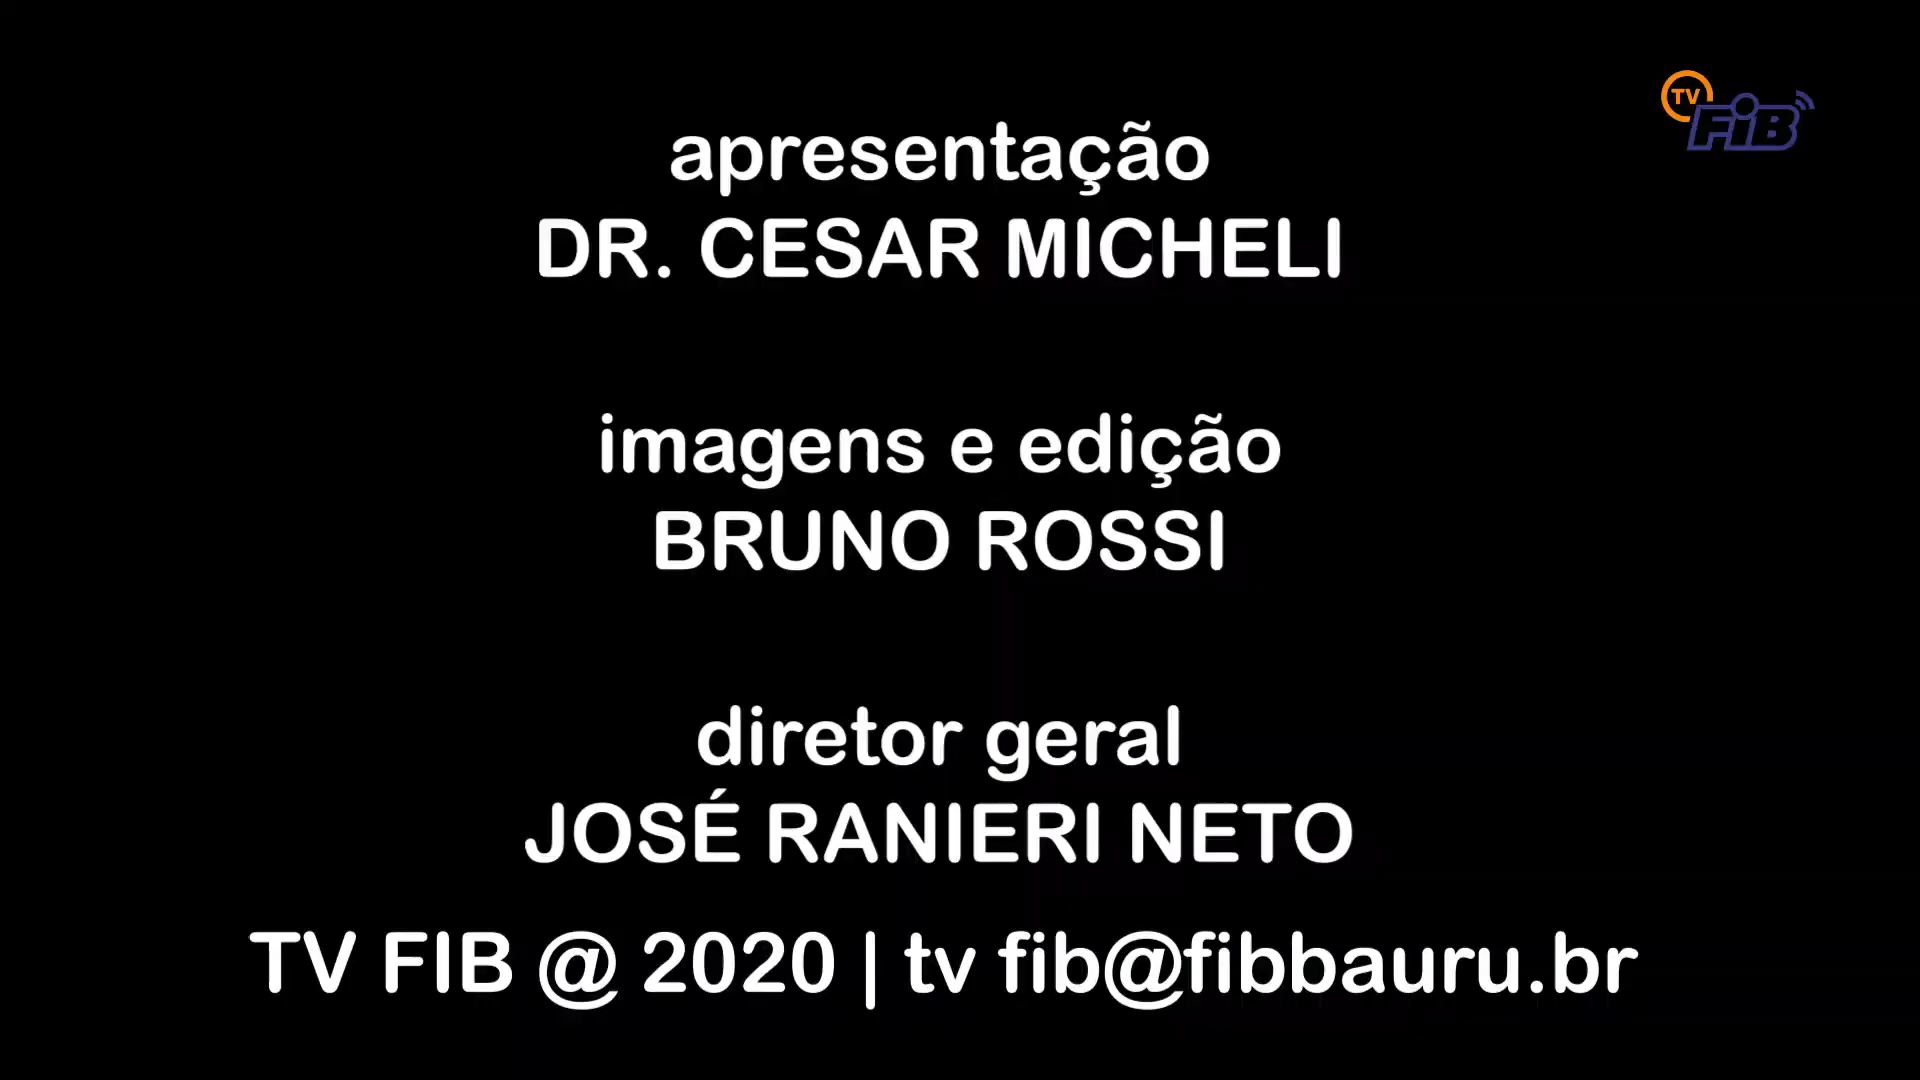 TV FiB
apresentação
DR. CESAR MICHELI
imagens e edição
BRUNO ROSSI
diretor geral
JOSÉ RANIERI NETO
TV FIB @ 2020 | tv fib@fibbauru.br